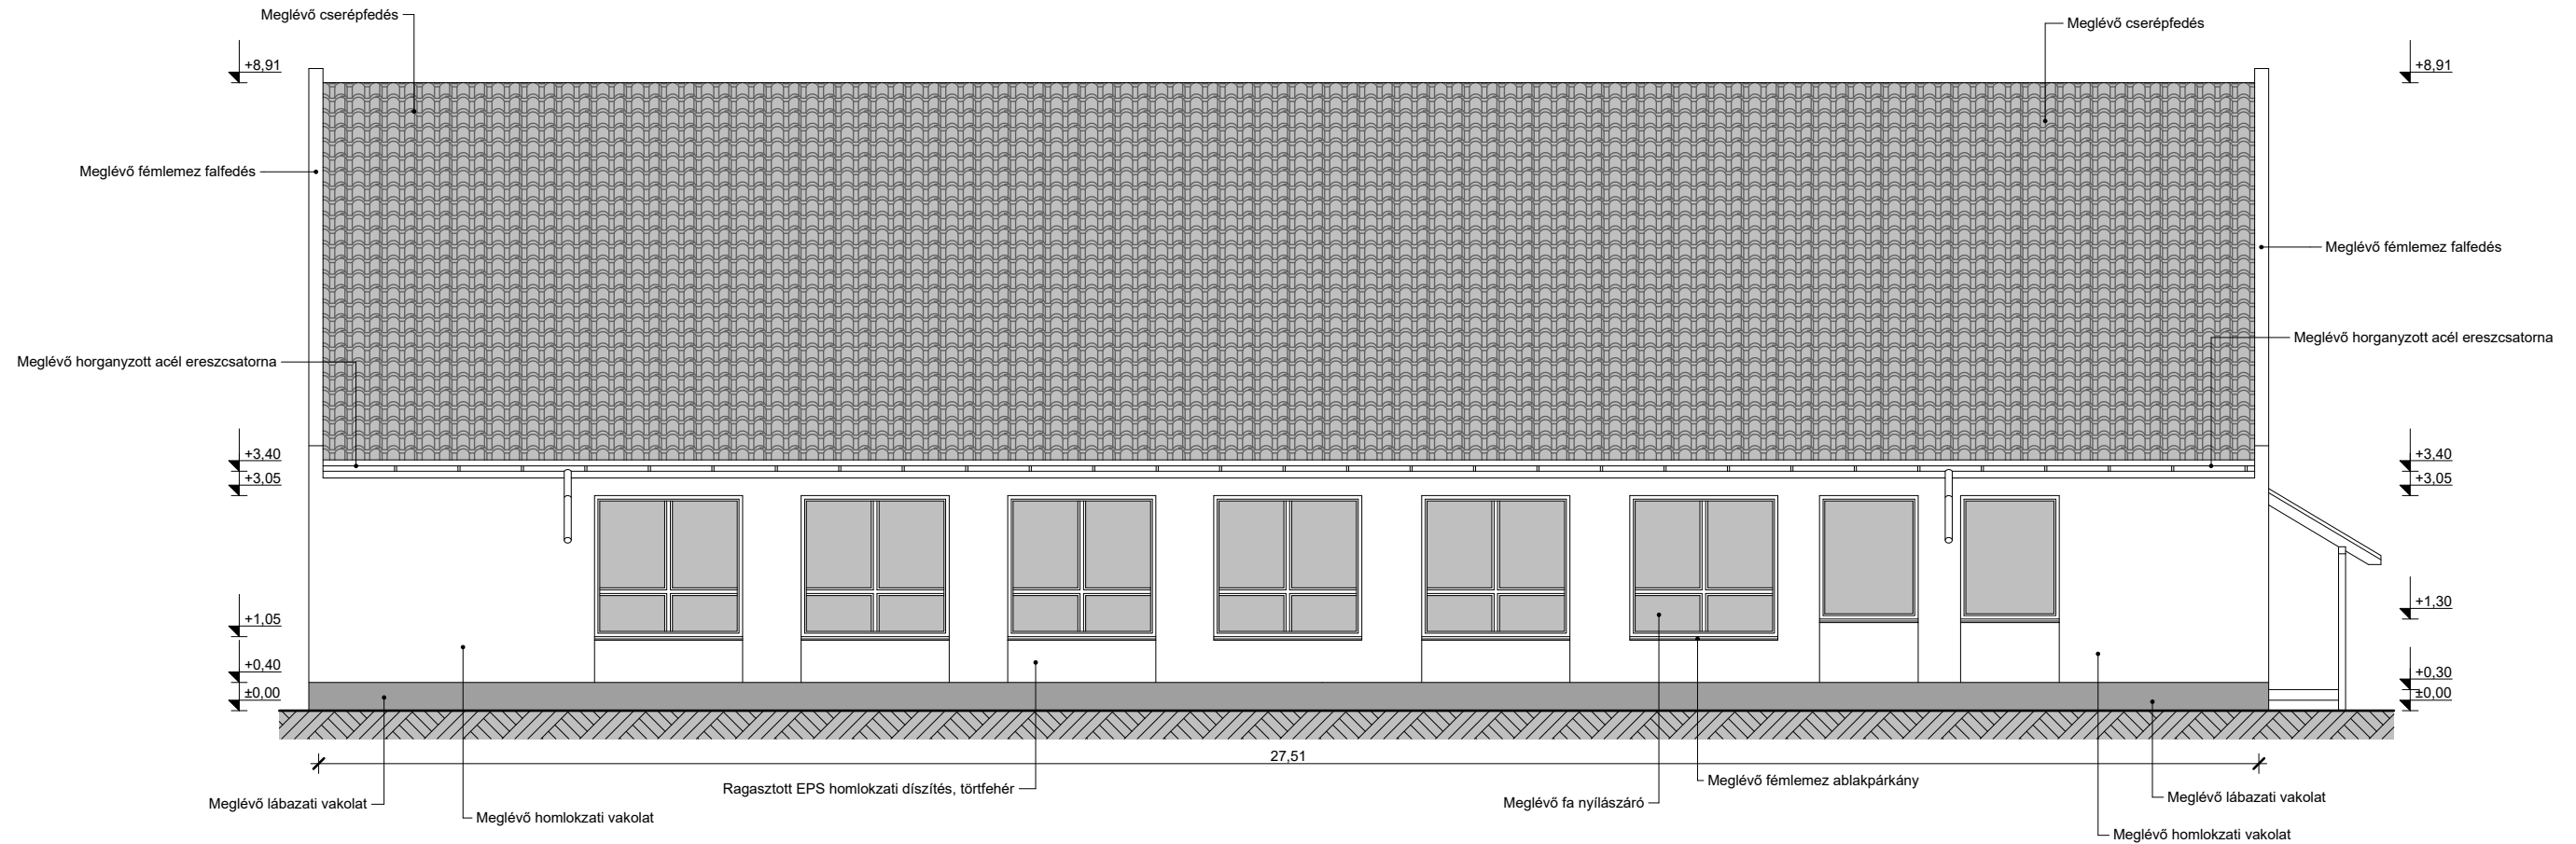 Meglévő cserépfedés
Meglévő cserépfedés
+8,91
+8,91
Meglévő fémlemez falfedés
Meglévő fémlemez falfedés
Meglévő horganyzott acél ereszcsatorna
Meglévő horganyzott acél ereszcsatorna
+3,40
+3,40
+3,05
+3,05
+1,30
+1,05
+0,40
+0,30
±0,00
±0,00
27,51
Ragasztott EPS homlokzati díszítés, törtfehér
Meglévő fémlemez ablakpárkány
Meglévő lábazati vakolat
Meglévő fa nyílászáró
Meglévő lábazati vakolat
Meglévő homlokzati vakolat
Meglévő homlokzati vakolat